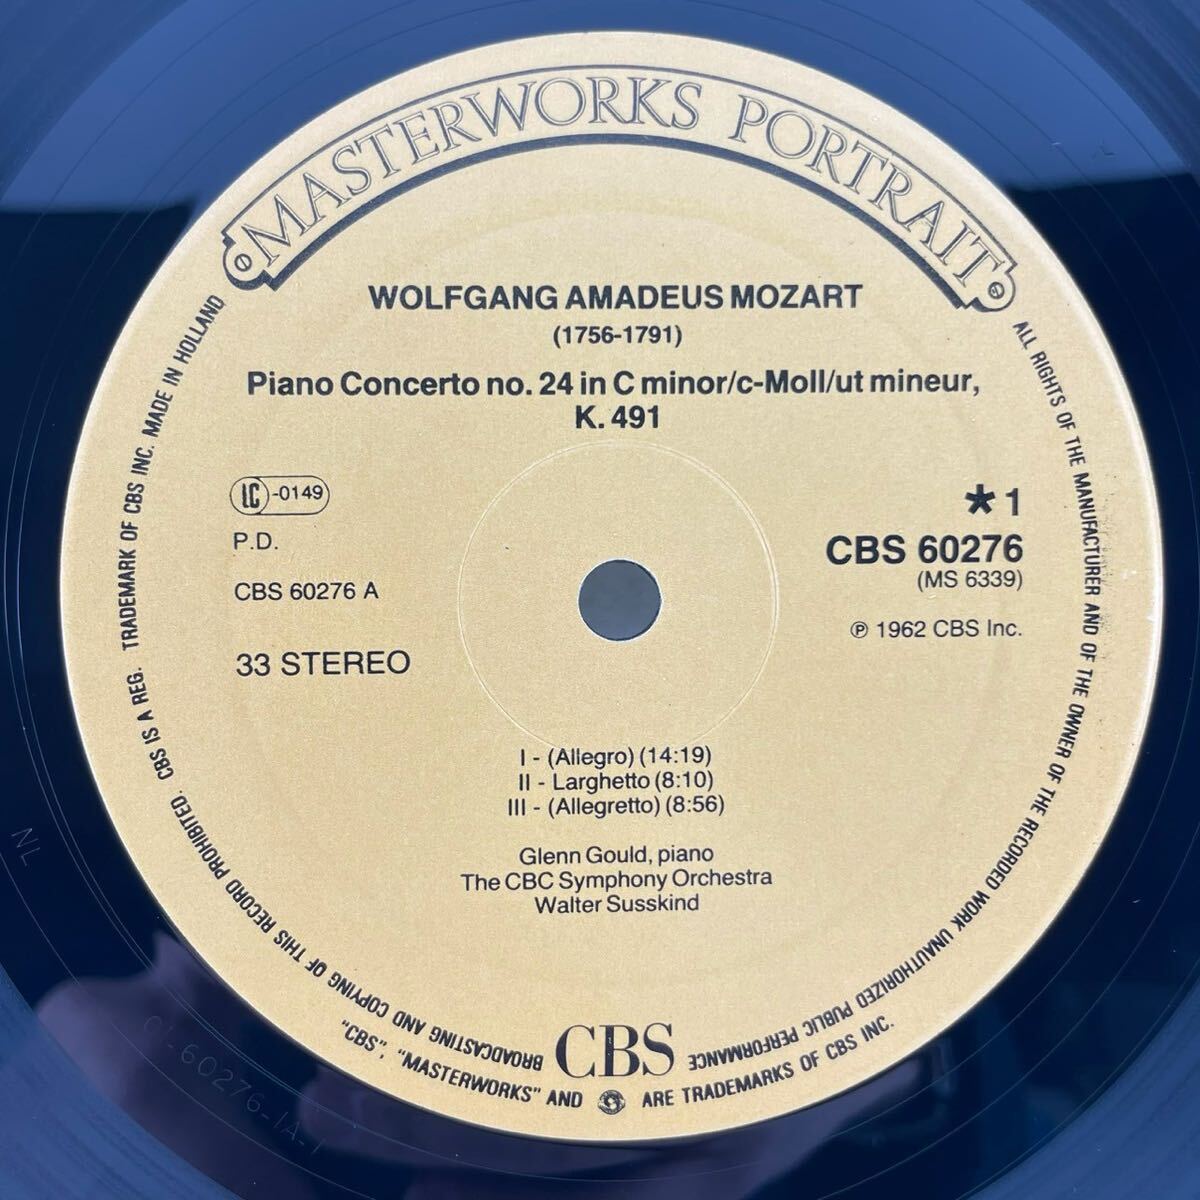 MASTERWORKS PORTRAIT
WOLFGANG AMADEUS MOZART
(1756-1791)
Piano Concerto no. 24 in C minor/c-Moll/ut mineur,
K. 491
LC-0149
P.D.
CBS 60276 A
33 STEREO
*1
CBS 60276
(MS 6339)
℗ 1962 CBS Inc.
I - (Allegro) (14:19)
II - Larghetto (8:10)
III - (Allegretto) (8:56)
Glenn Gould, piano
The CBC Symphony Orchestra
Walter Susskind
CBS
ALL RIGHTS OF THE MANUFACTURER AND OF THE OWNER OF THE RECORDED WORK UNAUTHORIZED PUBLIC PERFORMANCE
BROADCASTING AND COPYING OF THIS RECORD PROHIBITED. CBS IS A REG. TRADEMARK OF CBS INC. MADE IN HOLLAND
"CBS", "MASTERWORKS" AND ARE TRADEMARKS OF CBS INC.
NL
60276-1A-1